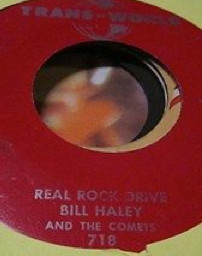 TRANS-WORLD
REAL ROCK DRIVE
BILL HALEY
AND THE COMETS
718